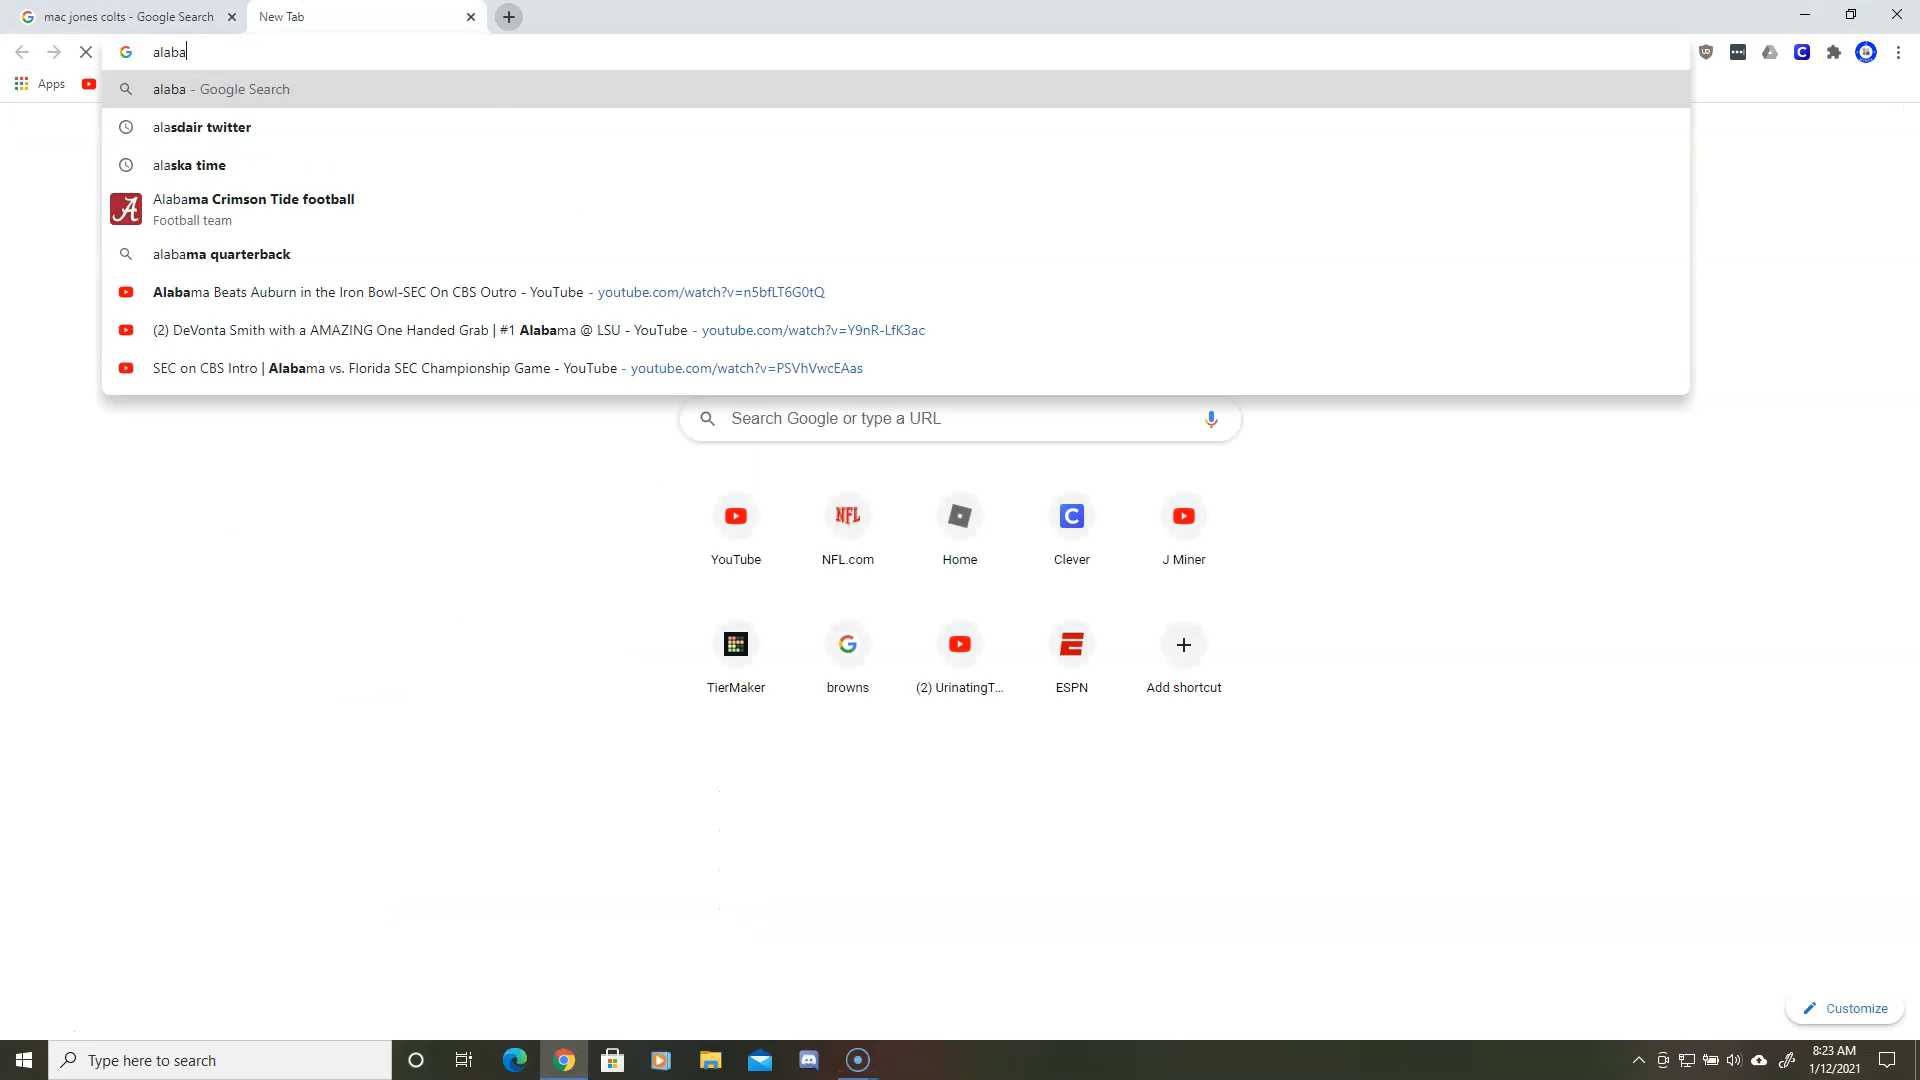 mac jones colts - Google Search
New Tab
alaba
Apps
alaba - Google Search
alasdair twitter
alaska time
Alabama Crimson Tide football
Football team
alabama quarterback
Alabama Beats Auburn in the Iron Bowl-SEC On CBS Outro - YouTube - youtube.com/watch?v=n5bfLT6G0tQ
(2) DeVonta Smith with a AMAZING One Handed Grab | #1 Alabama @ LSU - YouTube - youtube.com/watch?v=Y9nR-LfK3ac
SEC on CBS Intro | Alabama vs. Florida SEC Championship Game - YouTube - youtube.com/watch?v=PSVhVwcEAas
Search Google or type a URL
YouTube
NFL.com
Home
Clever
J Miner
TierMaker
browns
(2) UrinatingT...
ESPN
Add shortcut
Customize
Type here to search
8:23 AM
1/12/2021